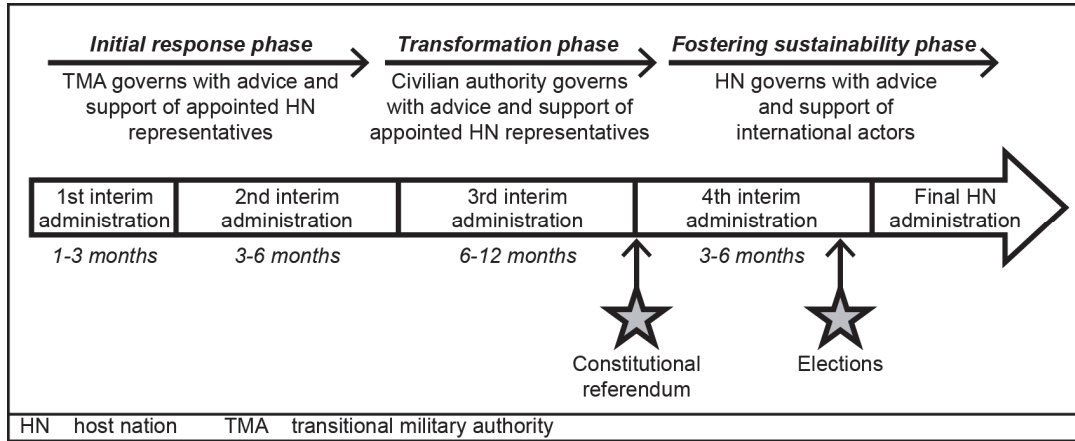 Initial response phase
TMA governs with advice and
support of appointed HN
representatives
Transformation phase
Civilian authority governs
with advice and support of
appointed HN representatives
Fostering sustainability phase
HN governs with advice
and support of
international actors
1st interim
administration
2nd interim
administration
3rd interim
administration
4th interim
administration
Final HN
administration
1-3 months
3-6 months
6-12 months
3-6 months
Constitutional
referendum
Elections
HN host nation TMA transitional military authority